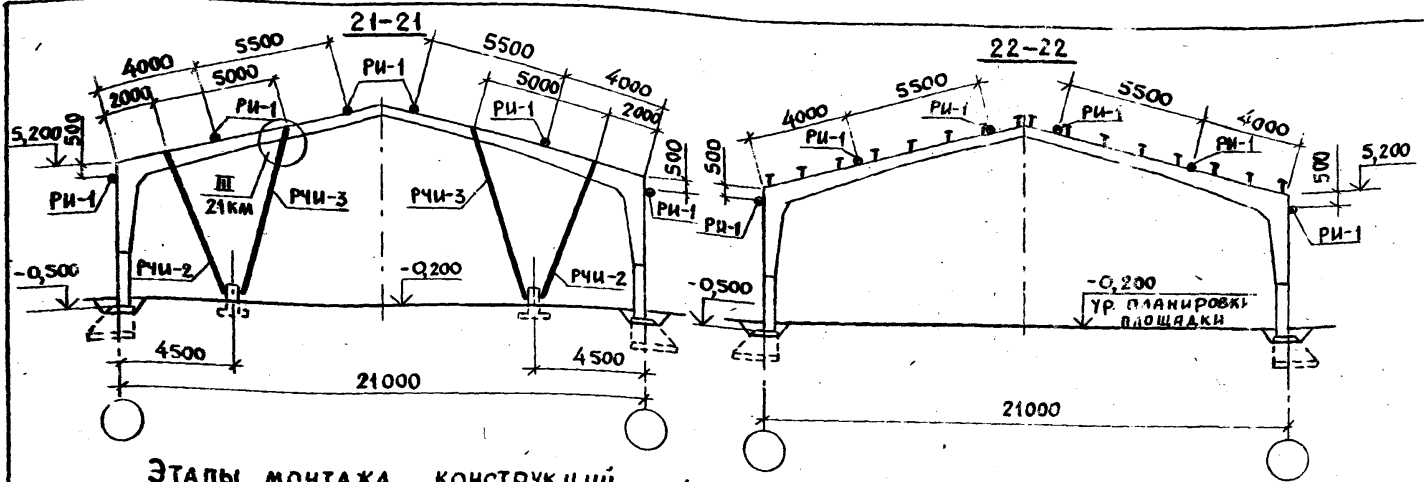 21-21
5500
5500
4000
5000
РИ-1
5000
4000
2000
РИ-1
РИ-1
2000
5,200
500
500
III
21КМ
РЧИ-3
РЧИ-3
РИ-1
РИ-1
-0,500
РЧИ-2
-0,200
РЧИ-2
4500
4500
21000
22-22
5500
5500
4000
РИ-1
РИ-1
4000
РИ-1
РИ-1
500
500
5,200
РИ-1
РИ-1
-0,500
-0,200
УР. ПЛАНИРОВКИ
ПЛОЩАДКИ
21000
ЭТАПЫ МОНТАЖА КОНСТРУКЦИЙ